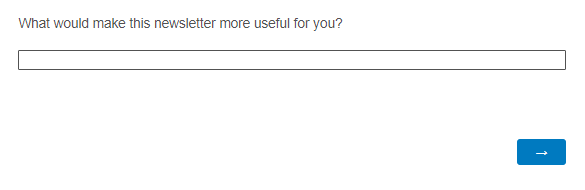 What would make this newsletter more useful for you?
→